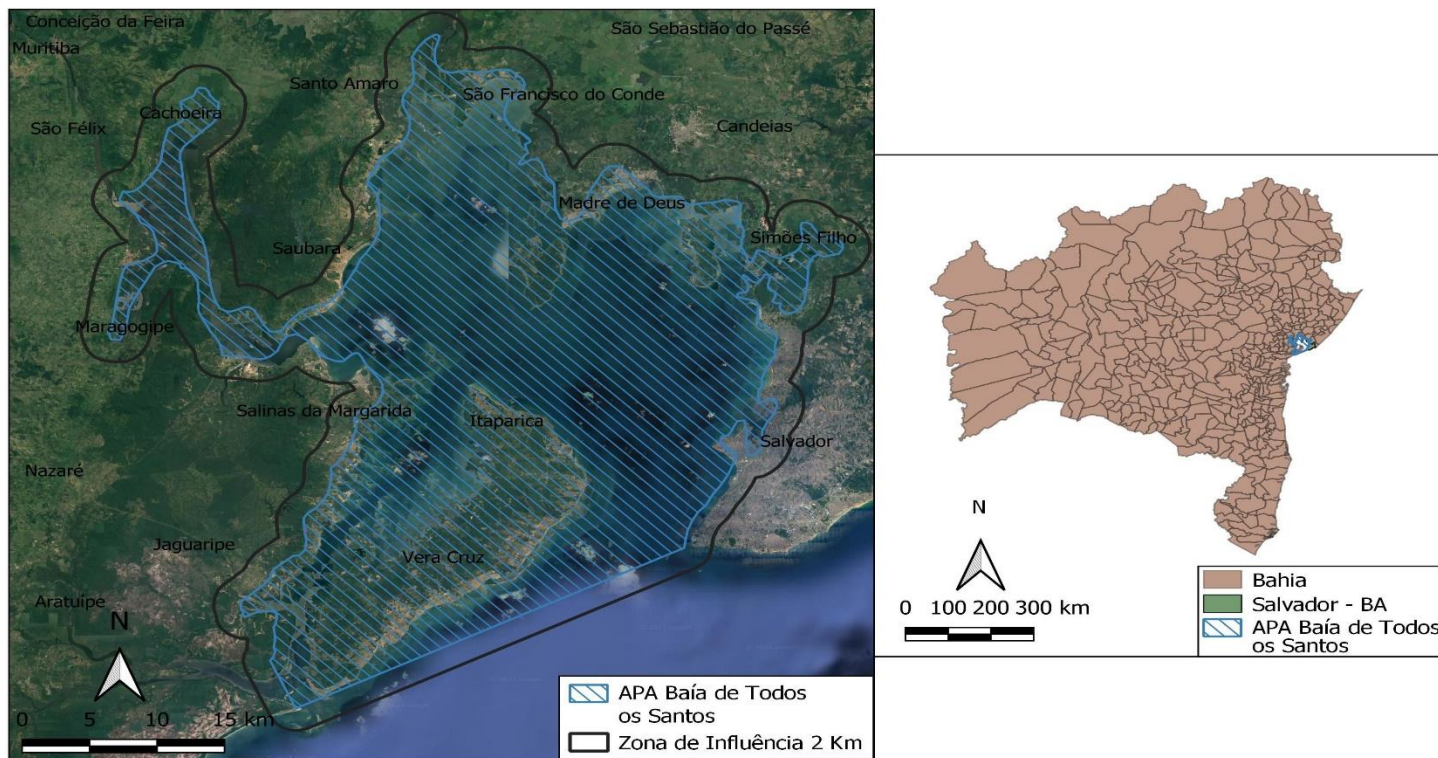 Conceição da Feira
São Sebastião do Passé
Muritiba
Santo Amaro
São Francisco do Conde
Cachoeira
São Félix
Candeias
Madre de Deus
Simões Filho
Saubara
Maragogipe
Salinas da Margarida
Itaparica
Salvador
Nazaré
Jaguaripe
Vera Cruz
Aratuípe
N
0 5 10 15 km
APA Baía de Todos
os Santos
Zona de Influência 2 Km
N
0 100 200 300 km
Bahia
Salvador - BA
APA Baía de Todos
os Santos